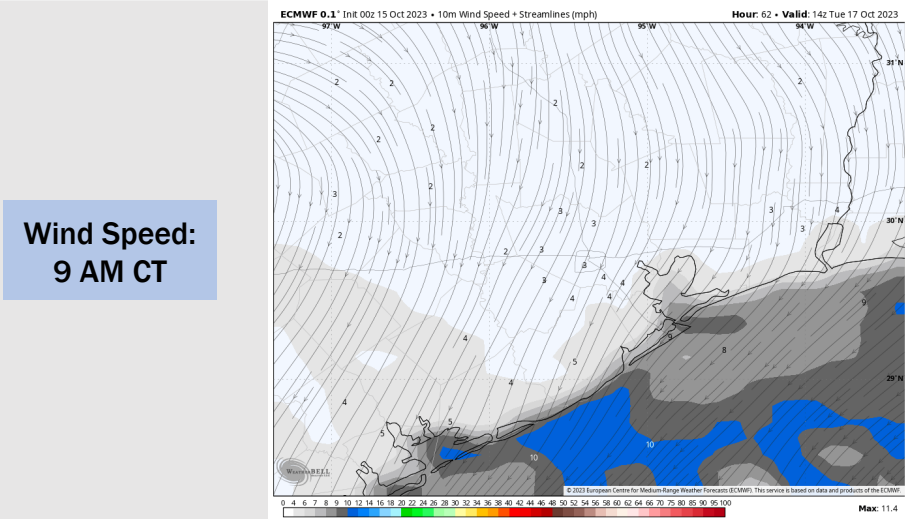 ECMWF 0.1° Init 00z 15 Oct 2023 • 10m Wind Speed + Streamlines (mph)
Hour: 62 • Valid: 14z Tue 17 Oct 2023
97°W 96°W 95°W 94°W
31°N
2 2 2
2
2 2
2 2
2
3
3 3 4
3 3
30°N
2
2 3
3 4
3 4 4
4
9
Wind Speed:
9 AM CT
4 9 8
5
4
29°N
4
5 5
10
10
WeatherBELL
© 2023 European Centre for Medium-Range Weather Forecasts (ECMWF). This service is based on data and products of the ECMWF.
0 4 6 7 8 9 10 12 14 16 18 20 22 24 26 28 30 32 34 36 38 40 42 44 46 48 50 52 54 56 58 60 62 64 66 68 70 73 75 78 80 85 90 95 100
Max: 11.4